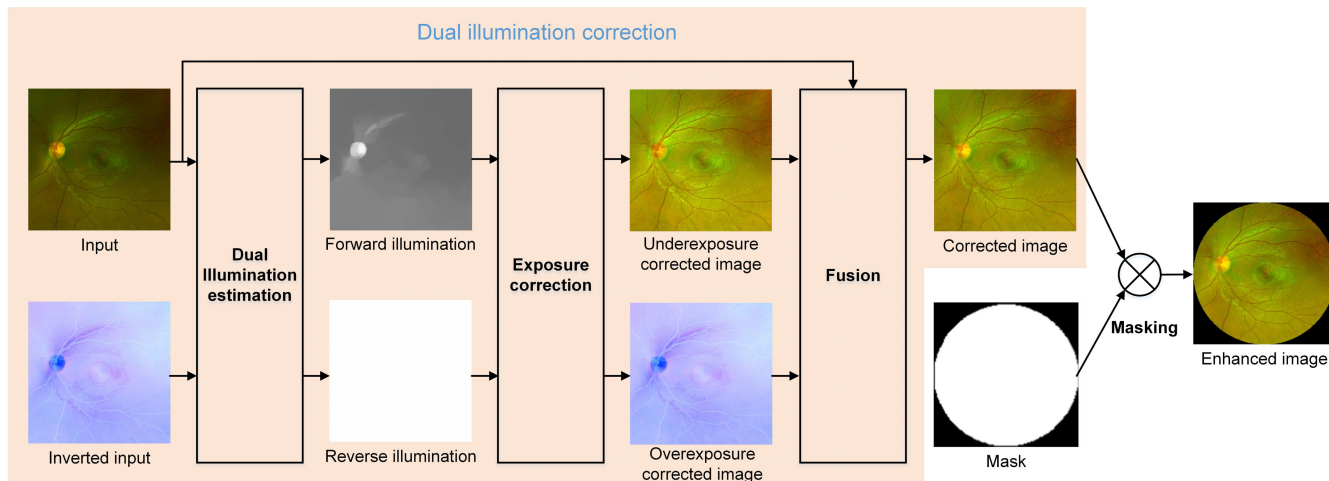 Dual illumination correction
Input
Dual
Illumination
estimation
Forward illumination
Exposure
correction
Underexposure
corrected image
Fusion
Corrected image
Masking
Enhanced image
Inverted input
Reverse illumination
Overexposure
corrected image
Mask